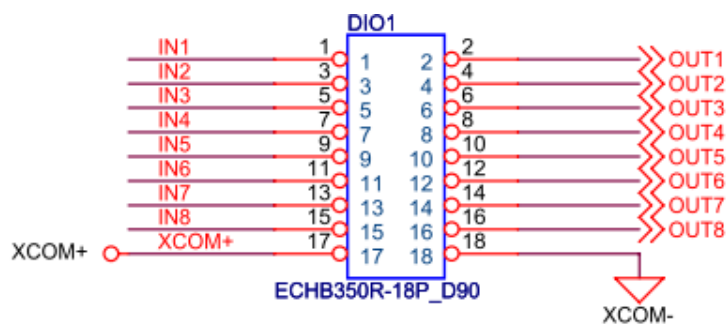 DIO1
IN1 1 1 2 2 OUT1
IN2 3 3 4 4 OUT2
IN3 5 5 6 6 OUT3
IN4 7 7 8 8 OUT4
IN5 9 9 10 10 OUT5
IN6 11 11 12 12 OUT6
IN7 13 13 14 14 OUT7
IN8 15 15 16 16 OUT8
XCOM+ XCOM+ 17 17 18 18
ECHB350R-18P_D90
XCOM-